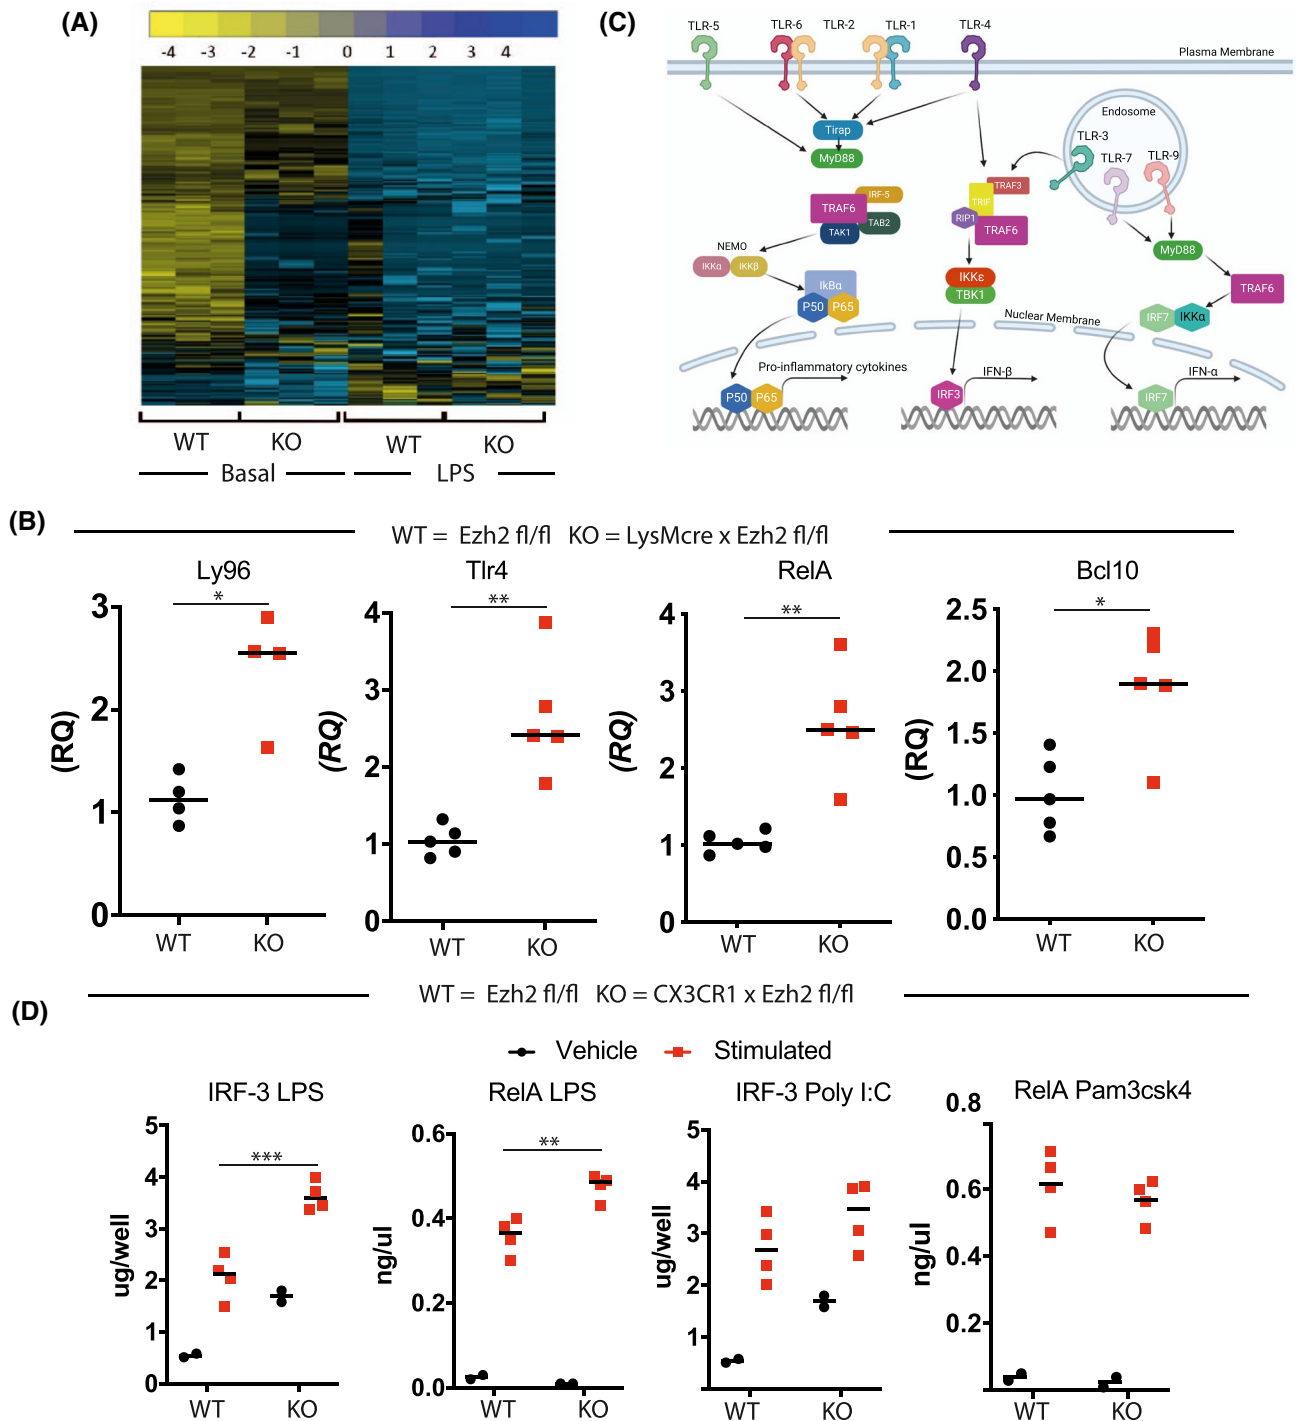 (A)
-4 -3 -2 -1 0 1 2 3 4
WT KO WT KO
Basal LPS
(C)
TLR-5 TLR-6 TLR-2 TLR-1 TLR-4
Plasma Membrane
Endosome
TLR-3
TLR-7 TLR-9
Tirap
MyD88
IRF-5
TRAF6
TAB2
TAK1
NEMO
IKKα IKKβ
IkBα
P50 P65
TRAF3
TRIF
RIP1
TRAF6
IKKε
TBK1
MyD88
TRAF6
IRF7 IKKα
Nuclear Membrane
Pro-inflammatory cytokines
P50 P65
IFN-β
IRF3
IFN-α
IRF7
(B)
WT = Ezh2 fl/fl KO = LysMcre x Ezh2 fl/fl
Ly96
*
3
2
1
0
(RQ)
WT KO
Tlr4
**
4
3
2
1
0
(RQ)
WT KO
RelA
**
4
3
2
1
0
(RQ)
WT KO
Bcl10
*
2.5
2.0
1.5
1.0
0.5
0.0
(RQ)
WT KO
WT = Ezh2 fl/fl KO = CX3CR1 x Ezh2 fl/fl
(D)
Vehicle Stimulated
IRF-3 LPS
***
5
4
3
2
1
0
ug/well
WT KO
RelA LPS
**
0.6
0.4
0.2
0.0
ng/ul
WT KO
IRF-3 Poly I:C
5
4
3
2
1
ug/well
WT KO
RelA Pam3csk4
0.8
0.6
0.4
0.2
ng/ul
WT KO